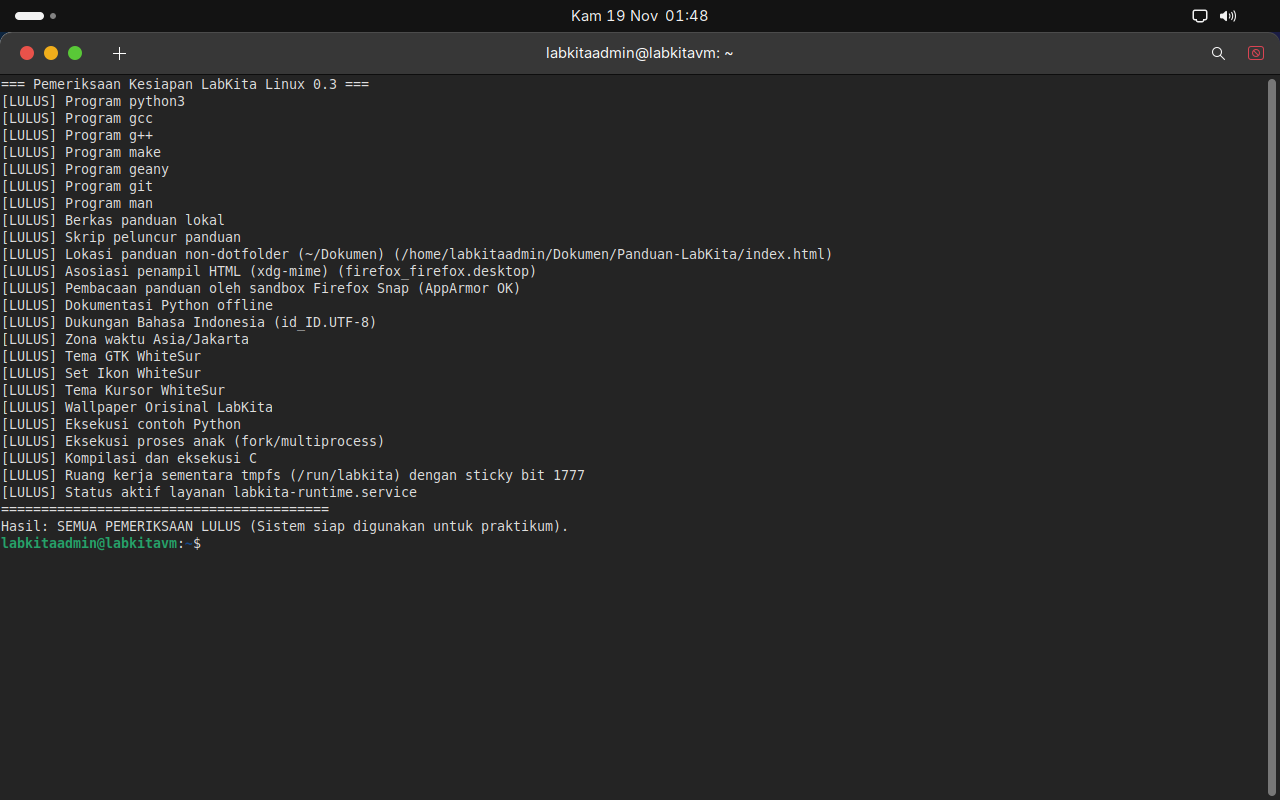 Kam 19 Nov 01:48
labkitaadmin@labkitavm: ~
=== Pemeriksaan Kesiapan LabKita Linux 0.3 ===
[LULUS] Program python3
[LULUS] Program gcc
[LULUS] Program g++
[LULUS] Program make
[LULUS] Program geany
[LULUS] Program git
[LULUS] Program man
[LULUS] Berkas panduan lokal
[LULUS] Skrip peluncur panduan
[LULUS] Lokasi panduan non-dotfolder (~/Dokumen) (/home/labkitaadmin/Dokumen/Panduan-LabKita/index.html)
[LULUS] Asosiasi penampil HTML (xdg-mime) (firefox_firefox.desktop)
[LULUS] Pembacaan panduan oleh sandbox Firefox Snap (AppArmor OK)
[LULUS] Dokumentasi Python offline
[LULUS] Dukungan Bahasa Indonesia (id_ID.UTF-8)
[LULUS] Zona waktu Asia/Jakarta
[LULUS] Tema GTK WhiteSur
[LULUS] Set Ikon WhiteSur
[LULUS] Tema Kursor WhiteSur
[LULUS] Wallpaper Orisinal LabKita
[LULUS] Eksekusi contoh Python
[LULUS] Eksekusi proses anak (fork/multiprocess)
[LULUS] Kompilasi dan eksekusi C
[LULUS] Ruang kerja sementara tmpfs (/run/labkita) dengan sticky bit 1777
[LULUS] Status aktif layanan labkita-runtime.service
=========================================
Hasil: SEMUA PEMERIKSAAN LULUS (Sistem siap digunakan untuk praktikum).
labkitaadmin@labkitavm:~$